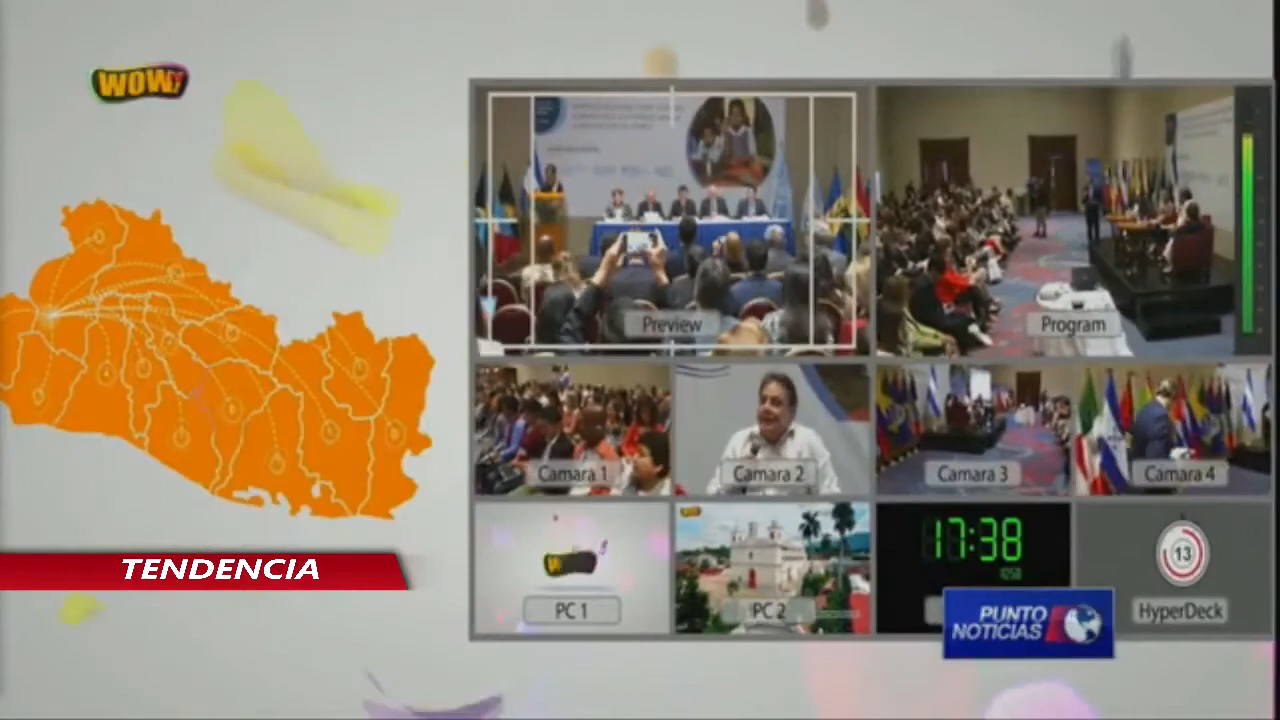 WOW!
Preview
Program
Camara 1
Camara 2
Camara 3
Camara 4
PC 1
PC 2
17:38
HyperDeck
13
TENDENCIA
PUNTO
NOTICIAS